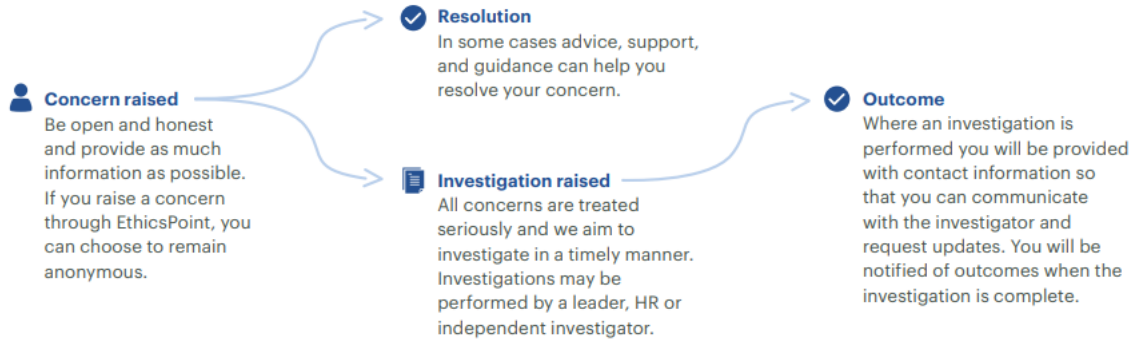 Concern raised
Be open and honest
and provide as much
information as possible.
If you raise a concern
through EthicsPoint, you
can choose to remain
anonymous.
Resolution
In some cases advice, support,
and guidance can help you
resolve your concern.
Investigation raised
All concerns are treated
seriously and we aim to
investigate in a timely manner.
Investigations may be
performed by a leader, HR or
independent investigator.
Outcome
Where an investigation is
performed you will be provided
with contact information so
that you can communicate
with the investigator and
request updates. You will be
notified of outcomes when the
investigation is complete.